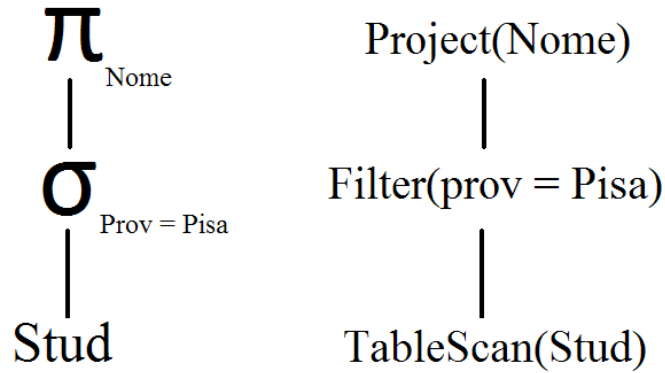 π Nome
σ Prov = Pisa
Stud
Project(Nome)
Filter(prov = Pisa)
TableScan(Stud)